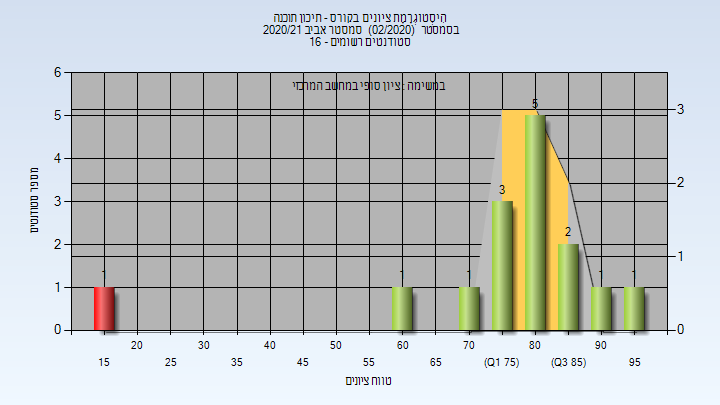 היסטוגרמת ציונים בקורס - תיכון תוכנה
בסמסטר (02/2020) סמסטר אביב 2020/21
סטודנטים רשומים - 16
במשימה : ציון סופי במחשב המרכזי
מספר סטודנטים
6
5
4
3
2
1
0
3
2
1
0
1
1
1
3
5
2
1
1
20 30 40 50 60 70 80 90
15 25 35 45 55 65 (Q1 75) (Q3 85) 95
טווח ציונים